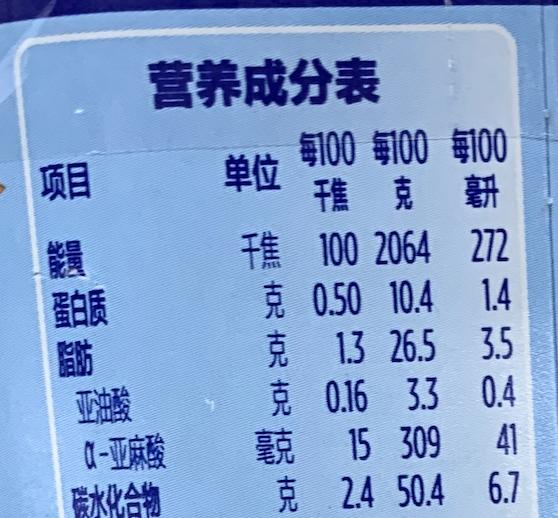 营养成分表
项目 单位 每100千焦 每100克 每100毫升
能量 千焦 100 2064 272
蛋白质 克 0.50 10.4 1.4
脂肪 克 1.3 26.5 3.5
亚油酸 克 0.16 3.3 0.4
α-亚麻酸 毫克 15 309 41
碳水化合物 克 2.4 50.4 6.7